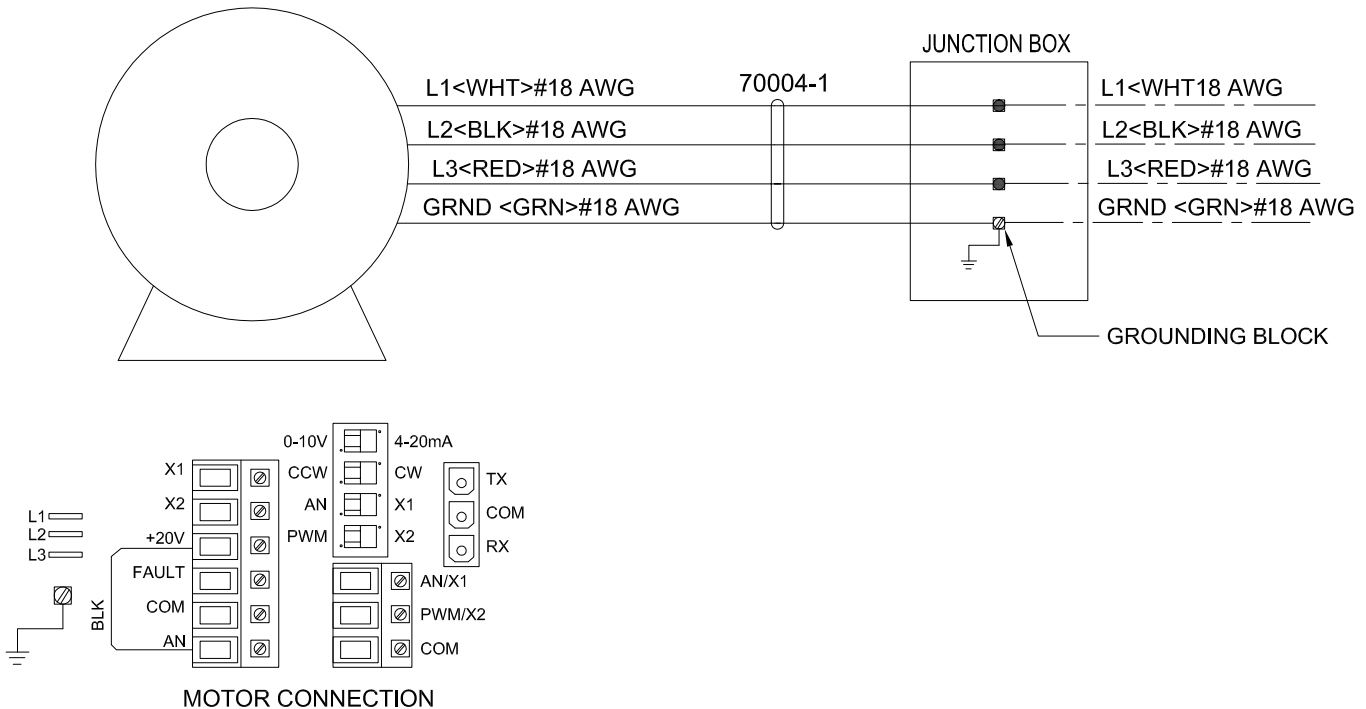 JUNCTION BOX
L1<WHT>#18 AWG
70004-1
L1<WHT18 AWG
L2<BLK>#18 AWG
L2<BLK>#18 AWG
L3<RED>#18 AWG
L3<RED>#18 AWG
GRND <GRN>#18 AWG
GRND <GRN>#18 AWG
GROUNDING BLOCK
L1
L2
L3
BLK
X1
X2
+20V
FAULT
COM
AN
0-10V
4-20mA
CCW
CW
AN
X1
PWM
X2
TX
COM
RX
AN/X1
PWM/X2
COM
MOTOR CONNECTION